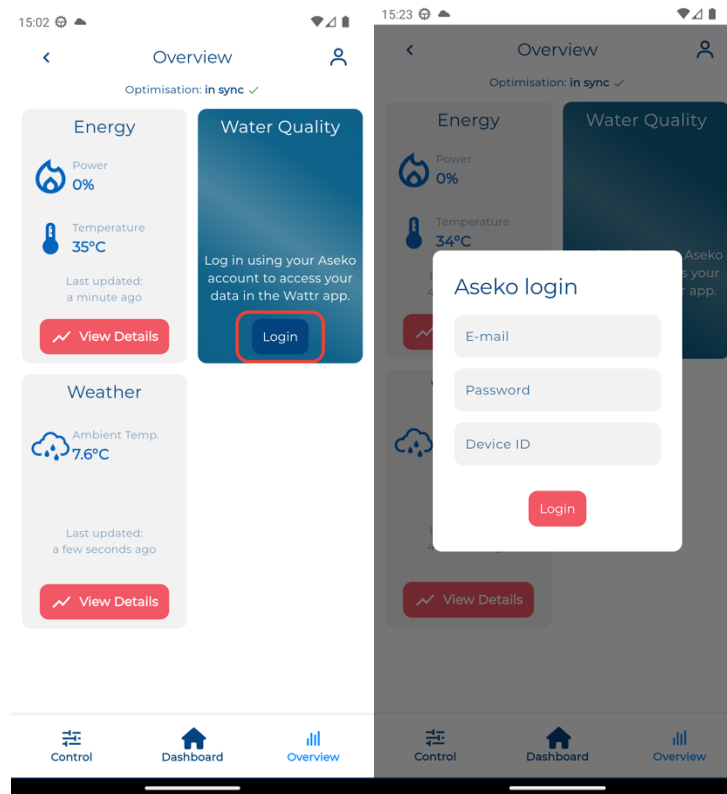 15:02
Overview
Optimisation: in sync
Energy
Power
0%
Temperature
35°C
Last updated:
a minute ago
View Details
Water Quality
Log in using your Aseko
account to access your
data in the Wattr app.
Login
Weather
Ambient Temp.
7.6°C
Last updated:
a few seconds ago
View Details
Control
Dashboard
Overview
15:23
Overview
Optimisation: in sync
Energy
Power
0%
Temperature
34°C
Water Quality
Aseko
s your
r app.
Aseko login
E-mail
Password
Device ID
Login
View Details
Control
Dashboard
Overview